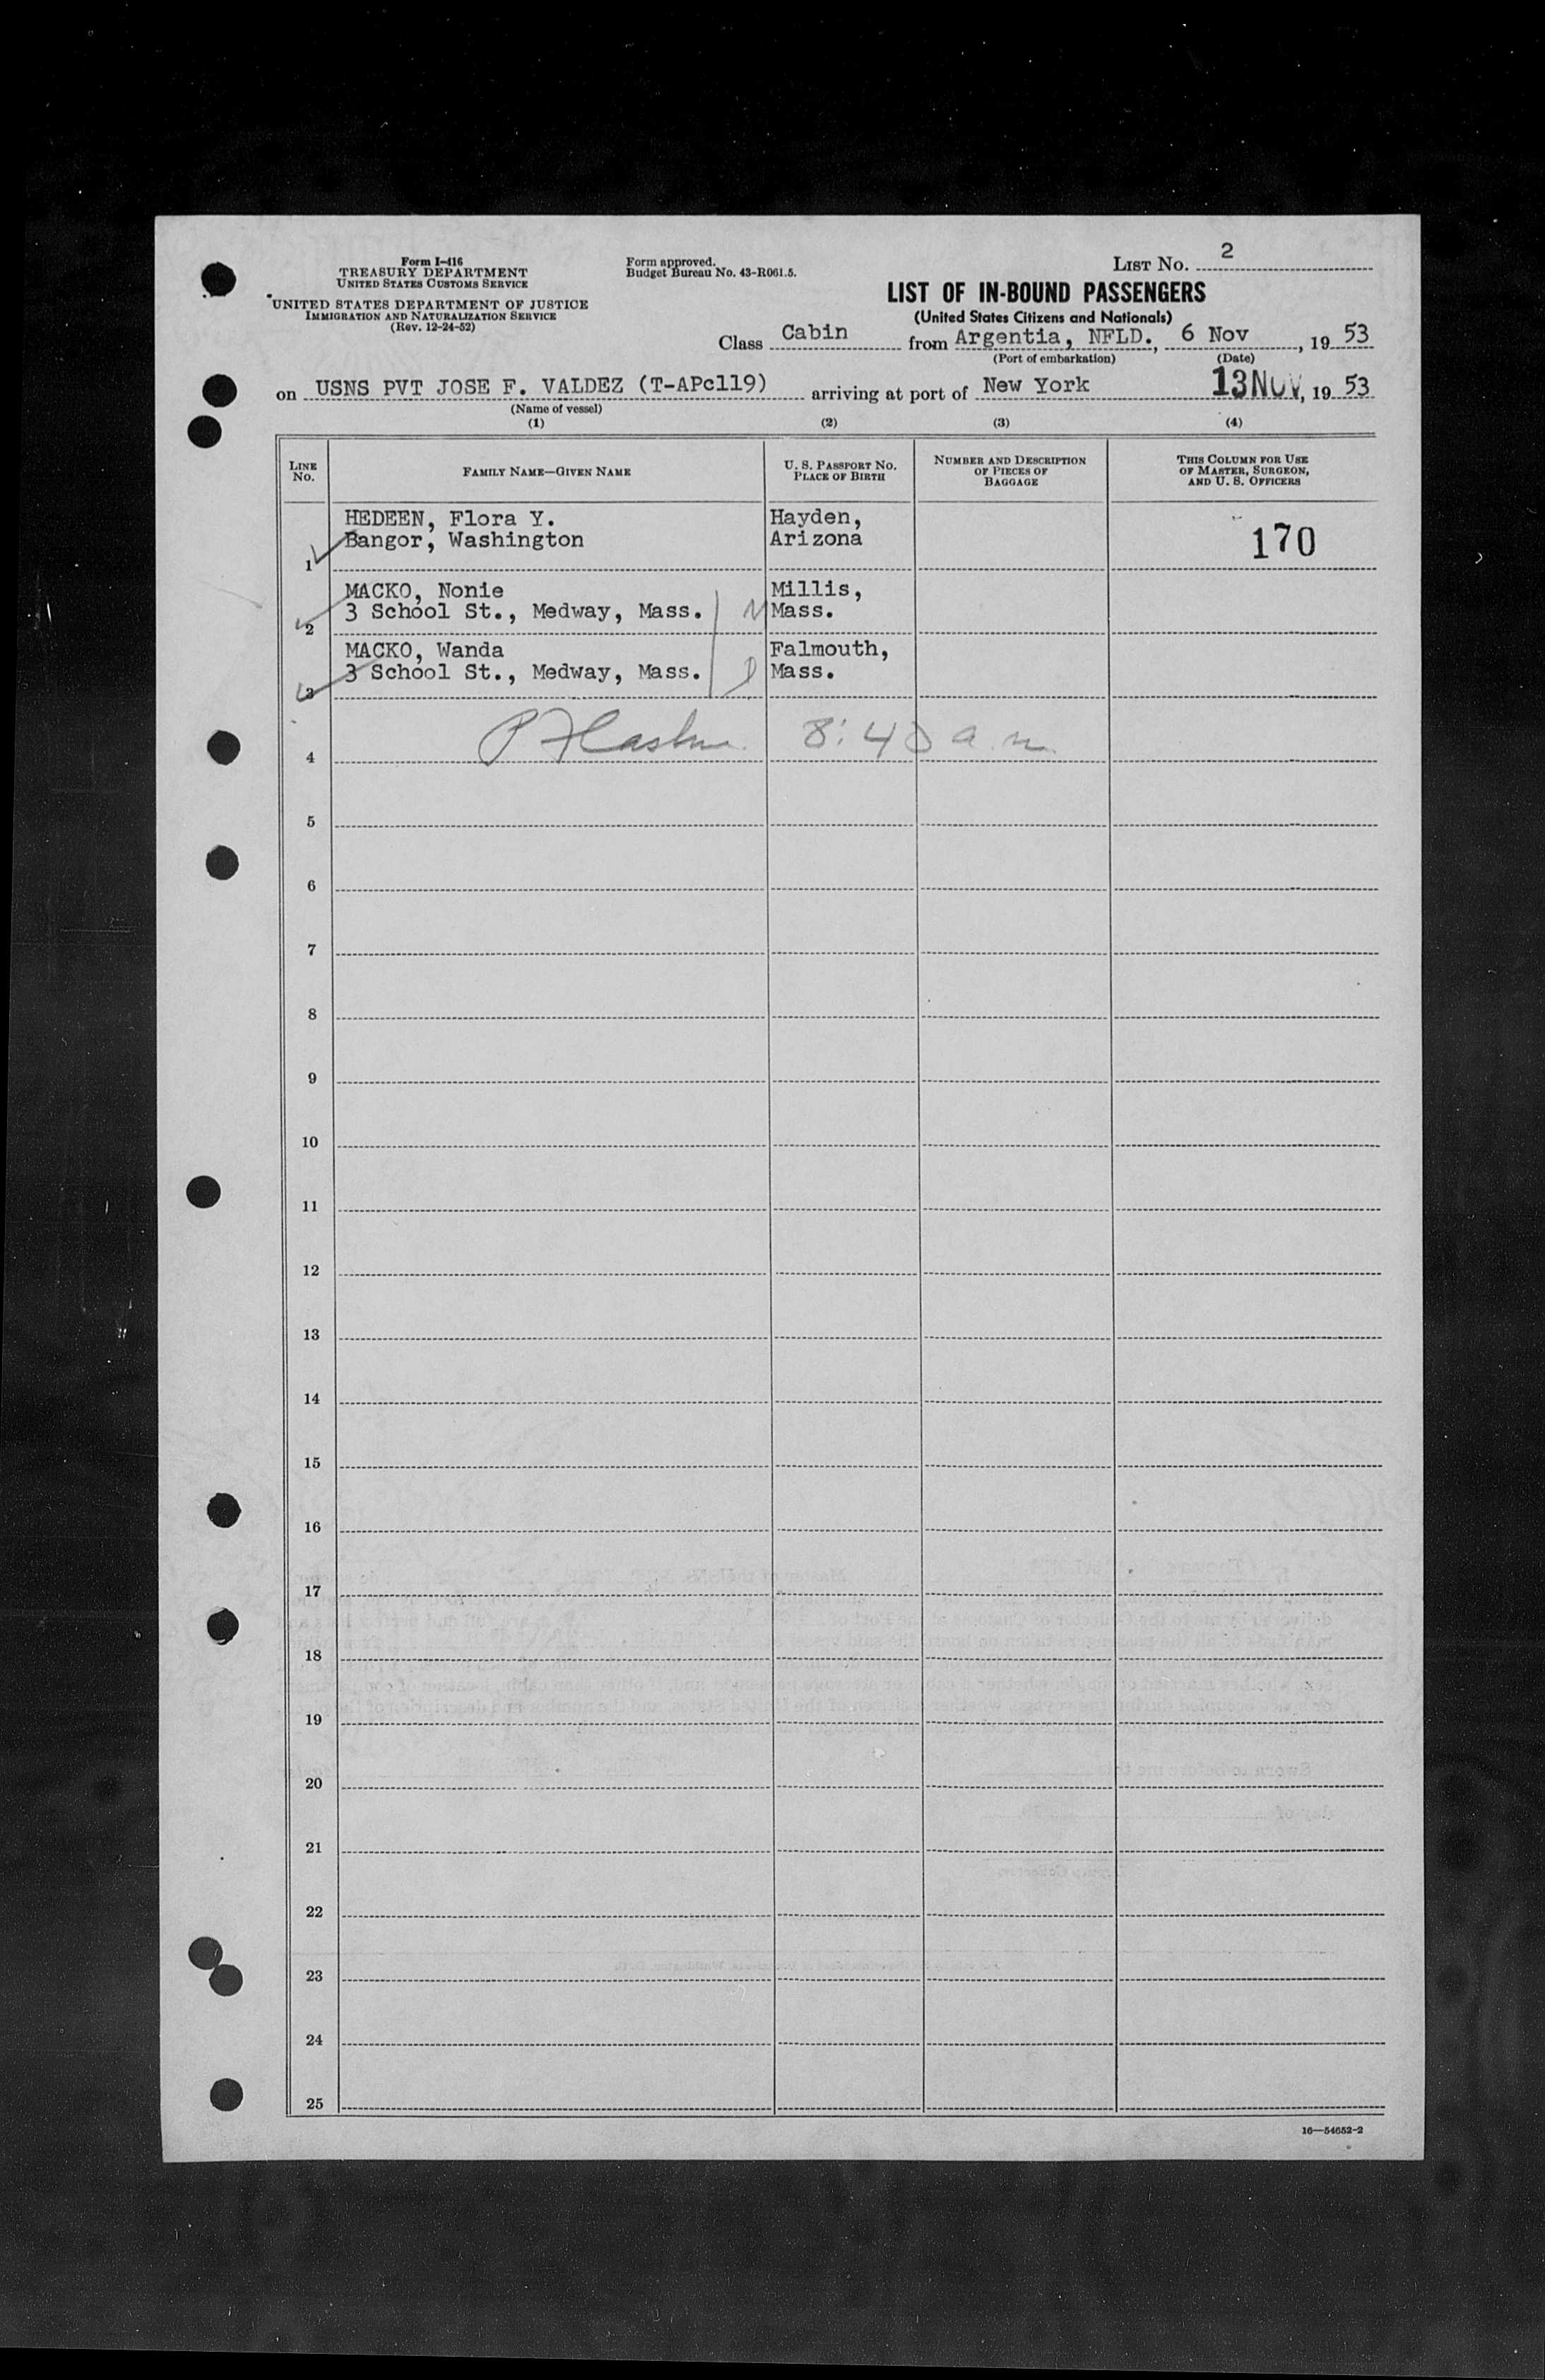 Form I-416
TREASURY DEPARTMENT
UNITED STATES CUSTOMS SERVICE
UNITED STATES DEPARTMENT OF JUSTICE
IMMIGRATION AND NATURALIZATION SERVICE
(Rev. 12-24-52)
Form approved.
Budget Bureau No. 43-R061.5.
LIST NO. 2
LIST OF IN-BOUND PASSENGERS
(United States Citizens and Nationals)
Class Cabin from Argentia, NFLD., 6 Nov, 19 53
(Port of embarkation) (Date)
on USNS PVT JOSE F. VALDEZ (T-APc119) arriving at port of New York 13 NOV, 19 53
(Name of vessel)
(1) (2) (3) (4)
LINE NO.
FAMILY NAME—GIVEN NAME
U. S. PASSPORT NO.
PLACE OF BIRTH
NUMBER AND DESCRIPTION
OF PIECES OF
BAGGAGE
THIS COLUMN FOR USE
OF MASTER, SURGEON,
AND U. S. OFFICERS
HEDEEN, Flora Y. Hayden,
Bangor, Washington Arizona 170
1
MACKO, Nonie Millis,
3 School St., Medway, Mass. Mass.
2
MACKO, Wanda Falmouth,
3 School St., Medway, Mass. Mass.
3
8:40 a m
4
5
6
7
8
9
10
11
12
13
14
15
16
17
18
19
20
21
22
23
24
25
16—54652-2